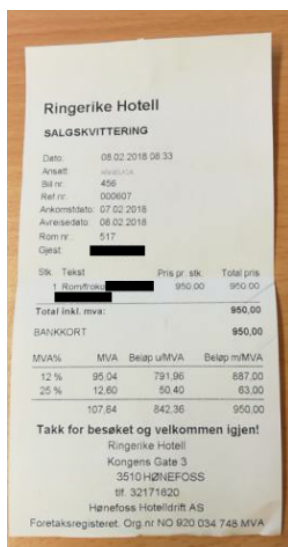 Ringerike Hotell
SALGSKVITTERING
Dato: 08.02.2018 08:33
Ansatt:
Bill nr: 456
Ref nr: 000607
Ankomstdato: 07.02.2018
Avreisedato: 08.02.2018
Rom nr.: 517
Gjest:
Stk. Tekst Pris pr. stk. Total pris
1 Rom/froko 950.00 950.00
Total inkl. mva: 950,00
BANKKORT 950,00
MVA% MVA Beløp u/MVA Beløp m/MVA
12 % 95,04 791,96 887,00
25 % 12,60 50,40 63,00
107,64 842,36 950,00
Takk for besøket og velkommen igjen!
Ringerike Hotell
Kongens Gate 3
3510 HØNEFOSS
tlf. 32171620
Hønefoss Hotelldrift AS
Foretaksregisteret. Org.nr NO 920 034 748 MVA